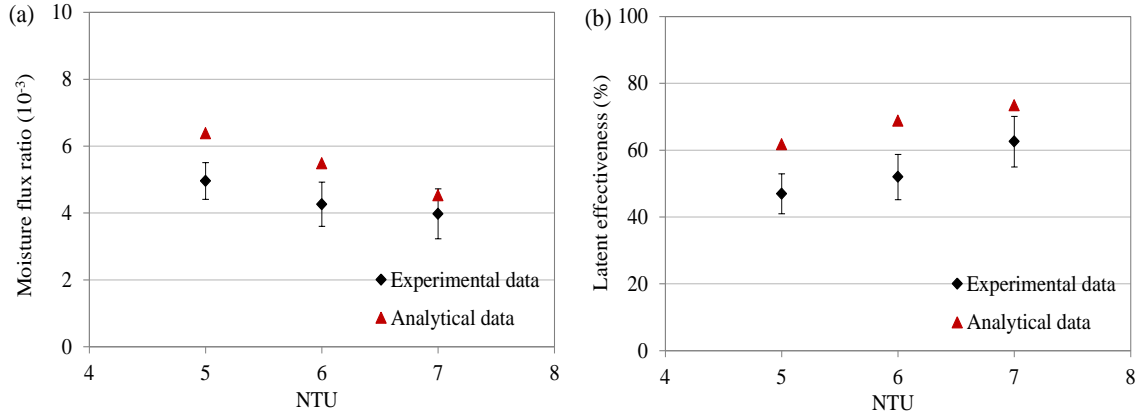 (a)
Moisture flux ratio (10-3)
10
8
6
4
2
0
4 5 6 7 8
NTU
Experimental data
Analytical data
(b)
Latent effectiveness (%)
100
80
60
40
20
0
4 5 6 7 8
NTU
Experimental data
Analytical data